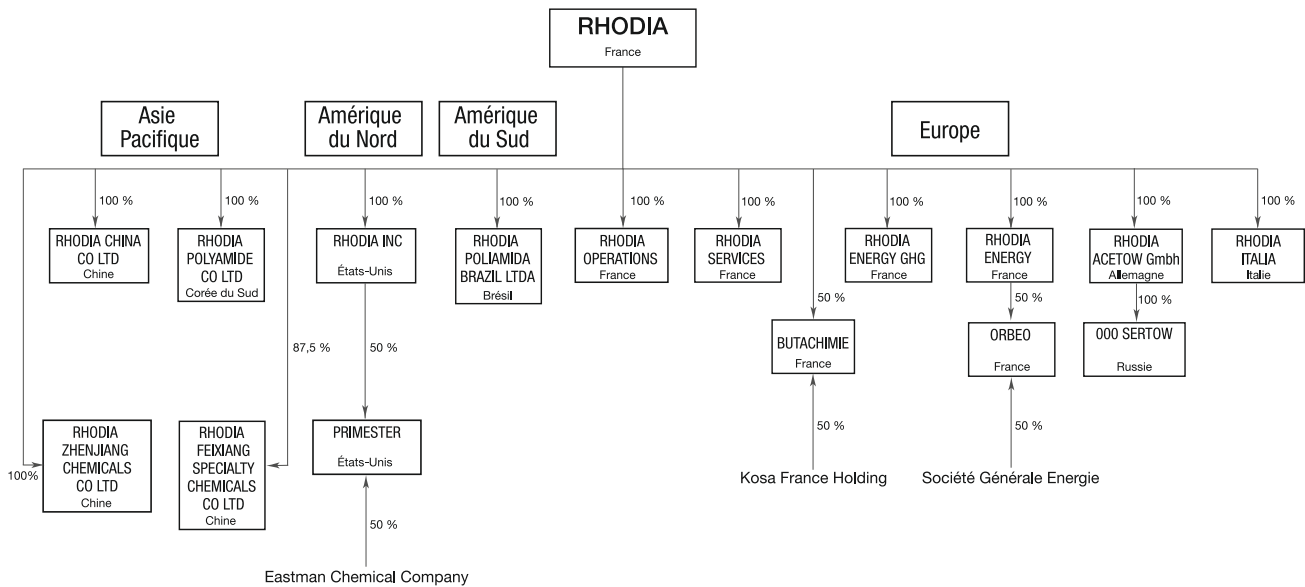 RHODIA
France
Asie
Pacifique
Amérique
du Nord
Amérique
du Sud
Europe
100 %
100 %
100 %
100 %
100 %
100 %
100 %
100 %
100 %
100 %
RHODIA CHINA
CO LTD
Chine
RHODIA
POLYAMIDE
CO LTD
Corée du Sud
RHODIA INC
États-Unis
RHODIA
POLIAMIDA
BRAZIL LTDA
Brésil
RHODIA
OPERATIONS
France
RHODIA
SERVICES
France
RHODIA
ENERGY GHG
France
RHODIA
ENERGY
France
RHODIA
ACETOW Gmbh
Allemagne
RHODIA
ITALIA
Italie
87,5 %
50 %
50 %
50 %
100 %
BUTACHIMIE
France
ORBEO
France
OOO SERTOW
Russie
100%
RHODIA
ZHENJIANG
CHEMICALS
CO LTD
Chine
RHODIA
FEIXIANG
SPECIALTY
CHEMICALS
CO LTD
Chine
PRIMESTER
États-Unis
50 %
50 %
50 %
Kosa France Holding
Société Générale Energie
Eastman Chemical Company